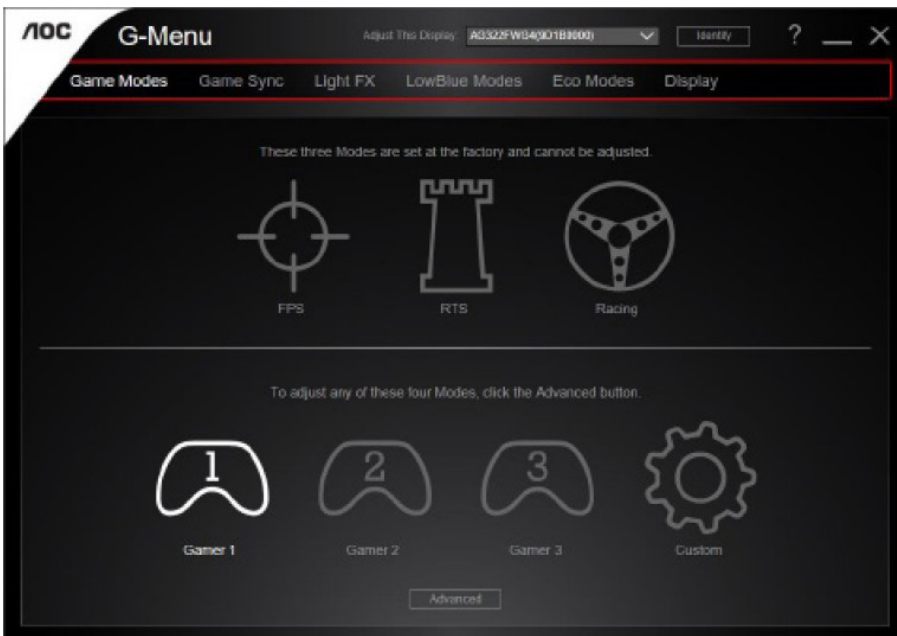 AOC G-Menu Adjust This Display: AG322FWG4(9D1B0000) Identify ?
Game Modes Game Sync Light FX LowBlue Modes Eco Modes Display
These three Modes are set at the factory and cannot be adjusted.
FPS RTS Racing
To adjust any of these four Modes, click the Advanced button.
1 2 3
Gamer 1 Gamer 2 Gamer 3 Custom
Advanced